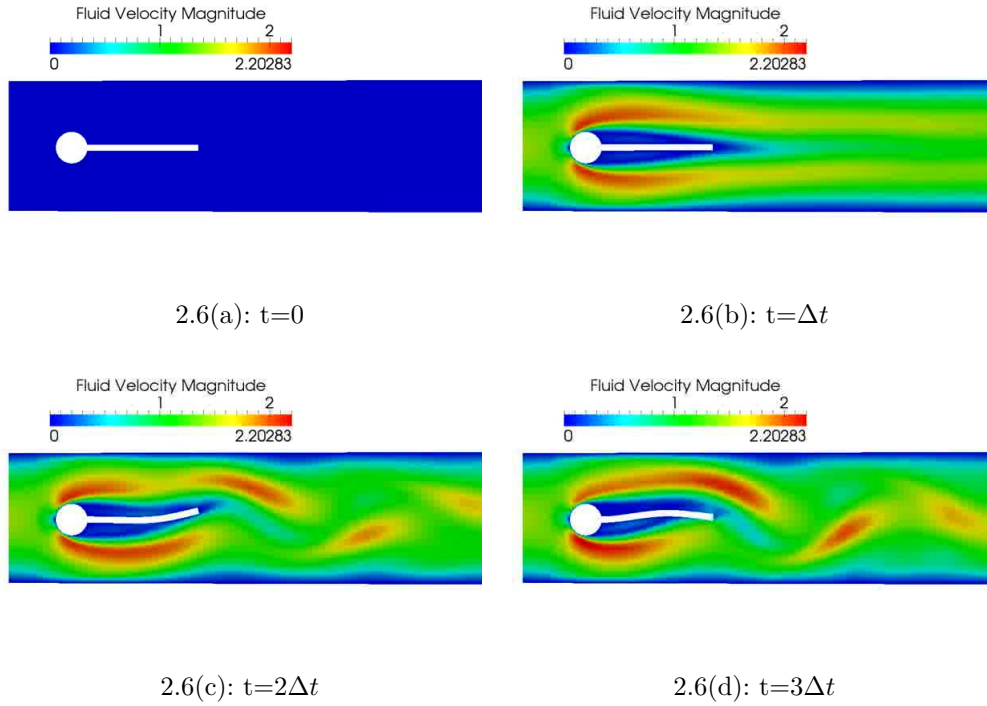 Fluid Velocity Magnitude
1 2
0 2.20283
Fluid Velocity Magnitude
1 2
0 2.20283
2.6(a): t=0
2.6(b): t=Δt
Fluid Velocity Magnitude
1 2
0 2.20283
Fluid Velocity Magnitude
1 2
0 2.20283
2.6(c): t=2Δt
2.6(d): t=3Δt